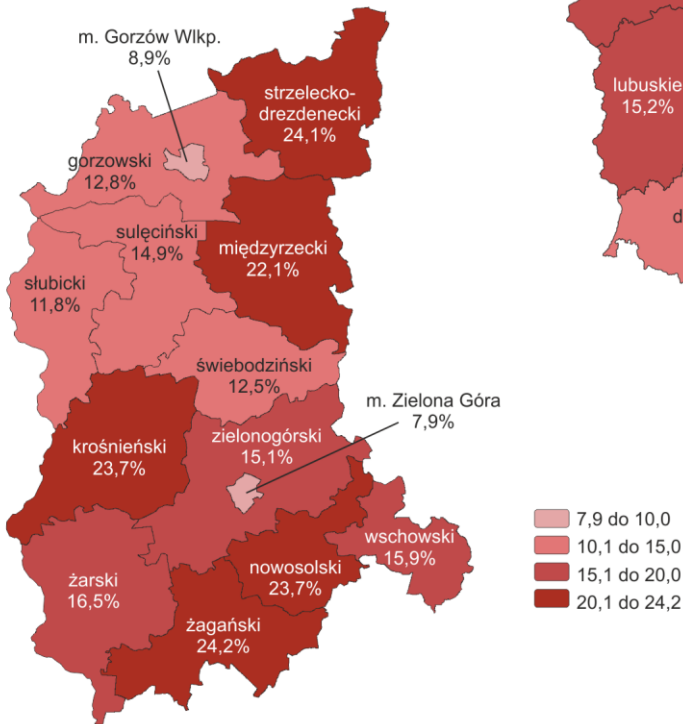 m. Gorzów Wlkp.
8,9%
strzelecko-
drezdenecki
24,1%
lubuskie
15,2%
gorzowski
12,8%
sulęciński
14,9%
międzyrzecki
22,1%
słubicki
11,8%
świebodziński
12,5%
m. Zielona Góra
7,9%
krośnieński
23,7%
zielonogórski
15,1%
wschowski
15,9%
nowosolski
23,7%
żarski
16,5%
żagański
24,2%
d
7,9 do 10,0
10,1 do 15,0
15,1 do 20,0
20,1 do 24,2